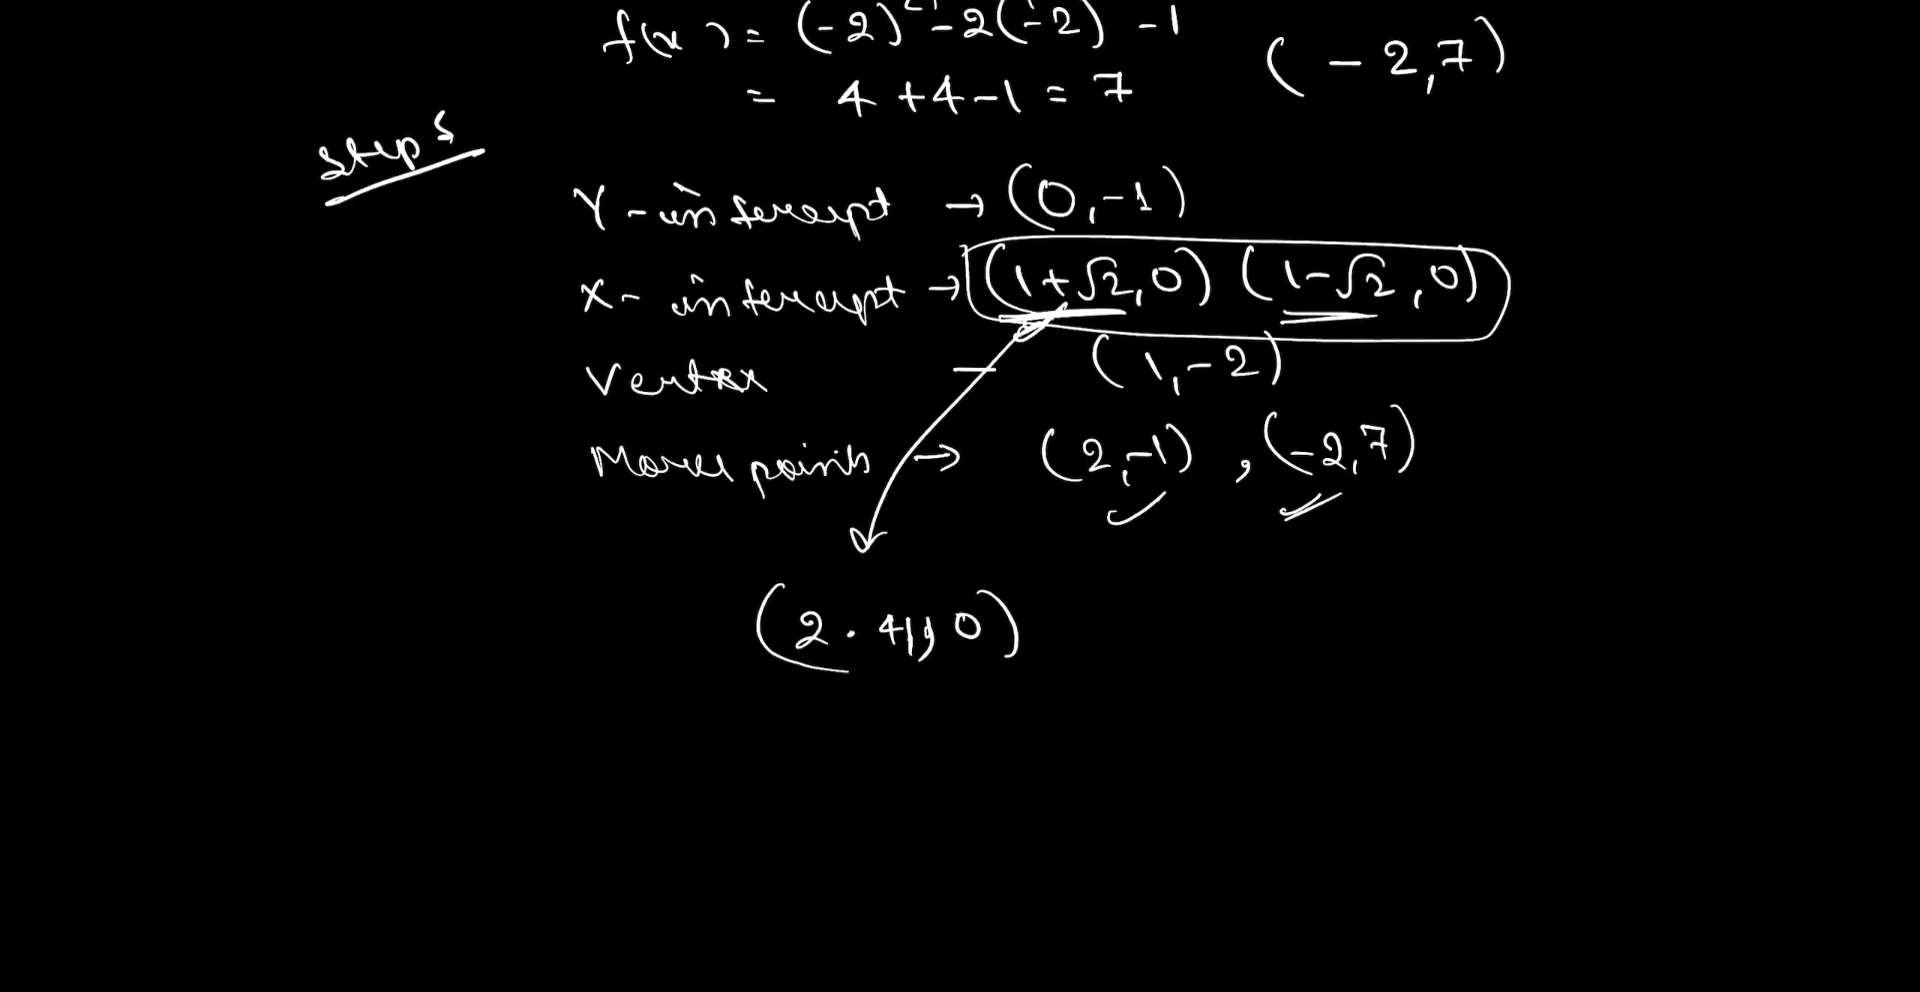 f(x) = (-2)² - 2(-2) - 1 (-2,7)
= 4 + 4 - 1 = 7
Step 5
Y-intercept → (0,-1)
X-intercept → (1+√2,0) (1-√2,0)
Vertex — (1,-2)
More points → (2,-1), (-2,7)
(2.41,0)